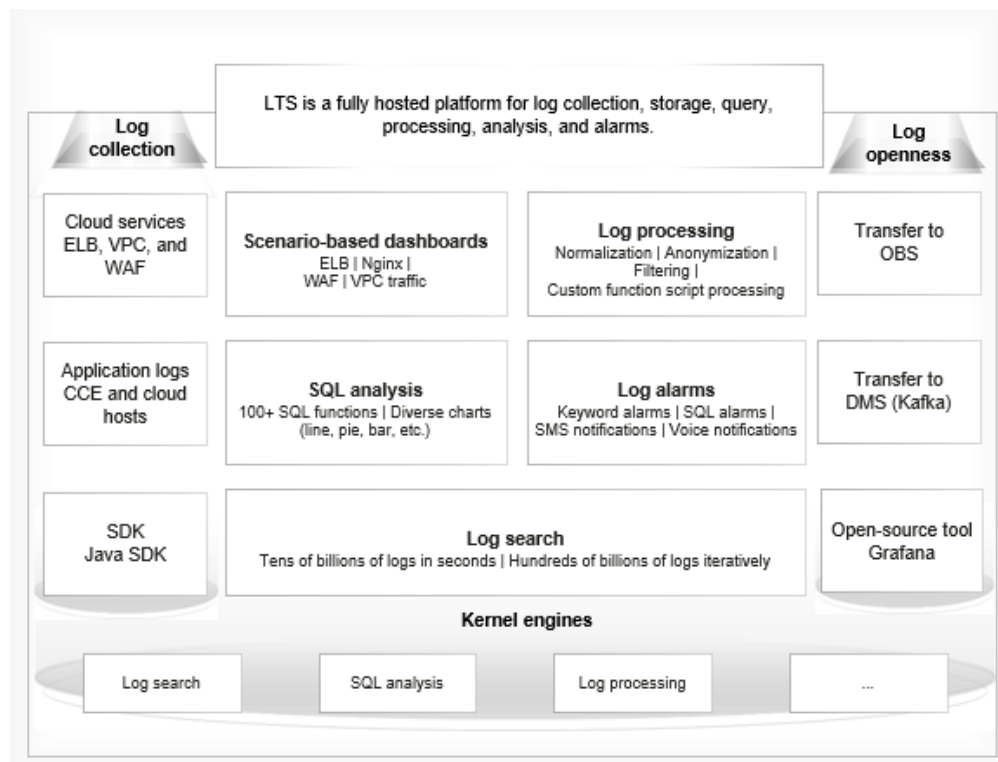 LTS is a fully hosted platform for log collection, storage, query,
processing, analysis, and alarms.
Log
collection
Log
openness
Cloud services
ELB, VPC, and
WAF
Scenario-based dashboards
ELB | Nginx |
WAF | VPC traffic
Log processing
Normalization | Anonymization |
Filtering |
Custom function script processing
Transfer to
OBS
Application logs
CCE and cloud
hosts
SQL analysis
100+ SQL functions | Diverse charts
(line, pie, bar, etc.)
Log alarms
Keyword alarms | SQL alarms |
SMS notifications | Voice notifications
Transfer to
DMS (Kafka)
SDK
Java SDK
Log search
Tens of billions of logs in seconds | Hundreds of billions of logs iteratively
Open-source tool
Grafana
Kernel engines
Log search
SQL analysis
Log processing
...